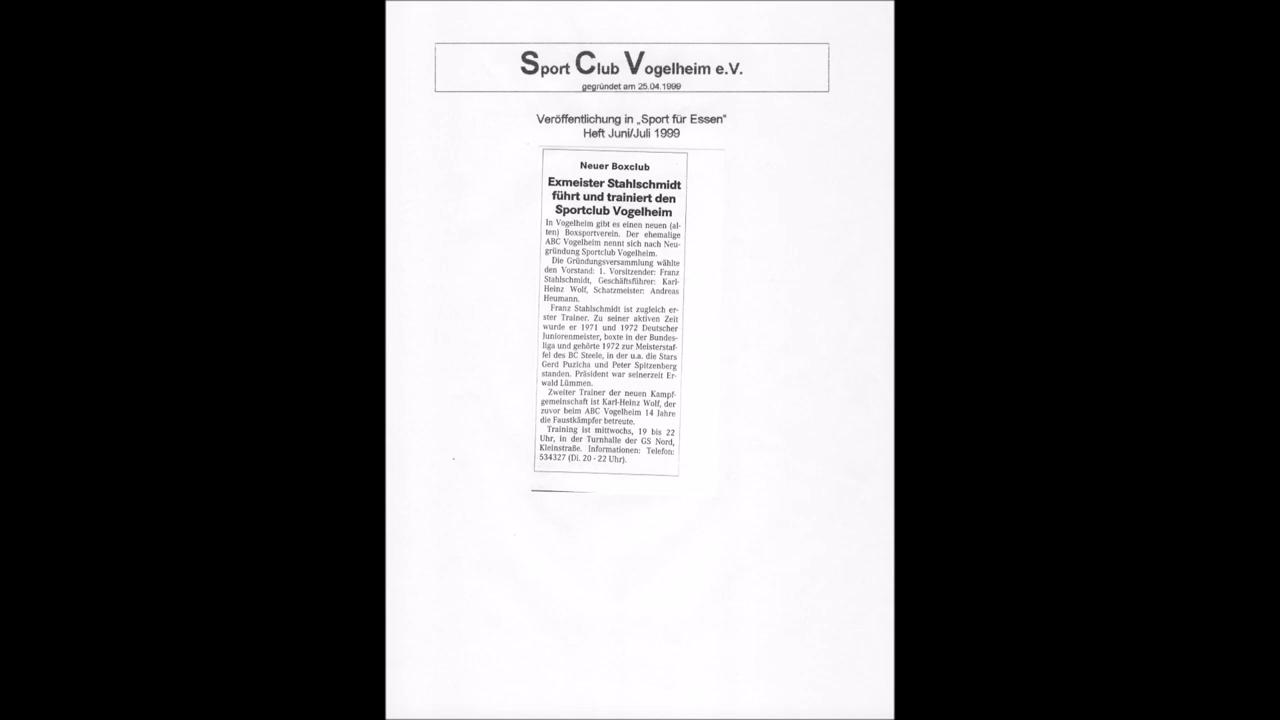 Sport Club Vogelheim e.V.
gegründet am 25.04.1999
Veröffentlichung in „Sport für Essen"
Heft Juni/Juli 1999
Neuer Boxclub
Exmeister Stahlschmidt
führt und trainiert den
Sportclub Vogelheim
In Vogelheim gibt es einen neuen (al-
ten) Boxsportverein. Der ehemalige
ABC Vogelheim nennt sich nach Neu-
gründung Sportclub Vogelheim.
Die Gründungsversammlung wählte
den Vorstand: 1. Vorsitzender: Franz
Stahlschmidt, Geschäftsführer: Karl-
Heinz Wolf, Schatzmeister: Andreas
Heumann.
Franz Stahlschmidt ist zugleich er-
ster Trainer. Zu seiner aktiven Zeit
wurde er 1971 und 1972 Deutscher
Juniorenmeister, boxte in der Bundes-
liga und gehörte 1972 zur Meisterstaf-
fel des BC Steele, in der u.a. die Stars
Gerd Puzicha und Peter Spitzenberg
standen. Präsident war seinerzeit Er-
wald Lümmen.
Zweiter Trainer der neuen Kampf-
gemeinschaft ist Karl-Heinz Wolf, der
zuvor beim ABC Vogelheim 14 Jahre
die Faustkämpfer betreute.
Training ist mittwochs, 19 bis 22
Uhr, in der Turnhalle der GS Nord,
Kleinstraße. Informationen: Telefon:
534327 (Di. 20 - 22 Uhr).